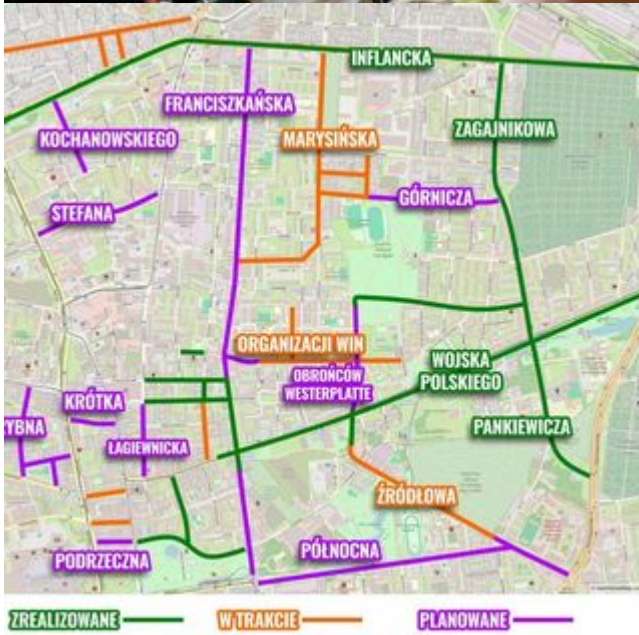 INFLANCKA
FRANCISZKAŃSKA
KOCHANOWSKIEGO
MARYSIŃSKA
ZAGAJNIKOWA
GÓRNICZA
STEFANA
ORGANIZACJI WIN
OBROŃCÓW
WESTERPLATTE
WOJSKA
POLSKIEGO
KRÓTKA
YBNA
ŁAGIEWNICKA
PANKIEWICZA
ŹRÓDŁOWA
PODRZECZNA
PÓŁNOCNA
ZREALIZOWANE
W TRAKCIE
PLANOWANE